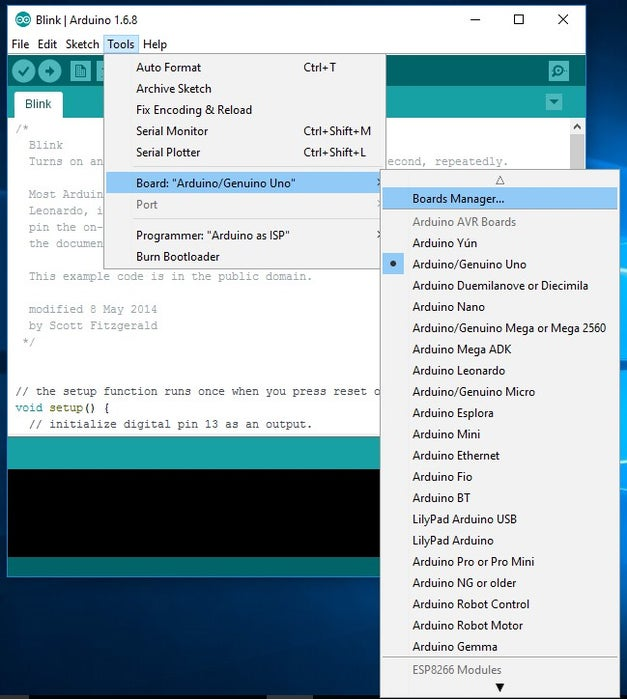 Blink | Arduino 1.6.8
File Edit Sketch Tools Help
Blink
Auto Format Ctrl+T
Archive Sketch
Fix Encoding & Reload
Serial Monitor Ctrl+Shift+M
Serial Plotter Ctrl+Shift+L
Board: "Arduino/Genuino Uno"
Port
Programmer: "Arduino as ISP"
Burn Bootloader
Boards Manager...
Arduino AVR Boards
Arduino Yún
Arduino/Genuino Uno
Arduino Duemilanove or Diecimila
Arduino Nano
Arduino/Genuino Mega or Mega 2560
Arduino Mega ADK
Arduino Leonardo
Arduino/Genuino Micro
Arduino Esplora
Arduino Mini
Arduino Ethernet
Arduino Fio
Arduino BT
LilyPad Arduino USB
LilyPad Arduino
Arduino Pro or Pro Mini
Arduino NG or older
Arduino Robot Control
Arduino Robot Motor
Arduino Gemma
ESP8266 Modules
/*
Blink
Turns on an econd, repeatedly.
Most Arduin
Leonardo, i
pin the on-
the documen
This example code is in the public domain.
modified 8 May 2014
by Scott Fitzgerald
*/
// the setup function runs once when you press reset o
void setup() {
// initialize digital pin 13 as an output.